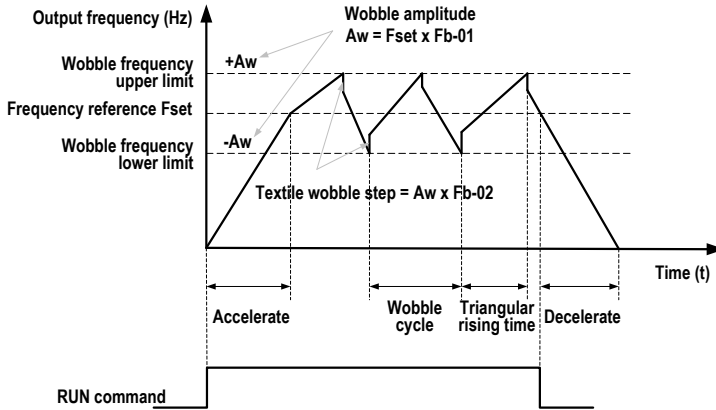 Output frequency (Hz)
Wobble amplitude
Aw = Fset x Fb-01
Wobble frequency
upper limit
+Aw
Frequency reference Fset
Wobble frequency
lower limit
-Aw
Textile wobble step = Aw x Fb-02
Time (t)
Accelerate
Wobble
cycle
Triangular
rising time
Decelerate
RUN command